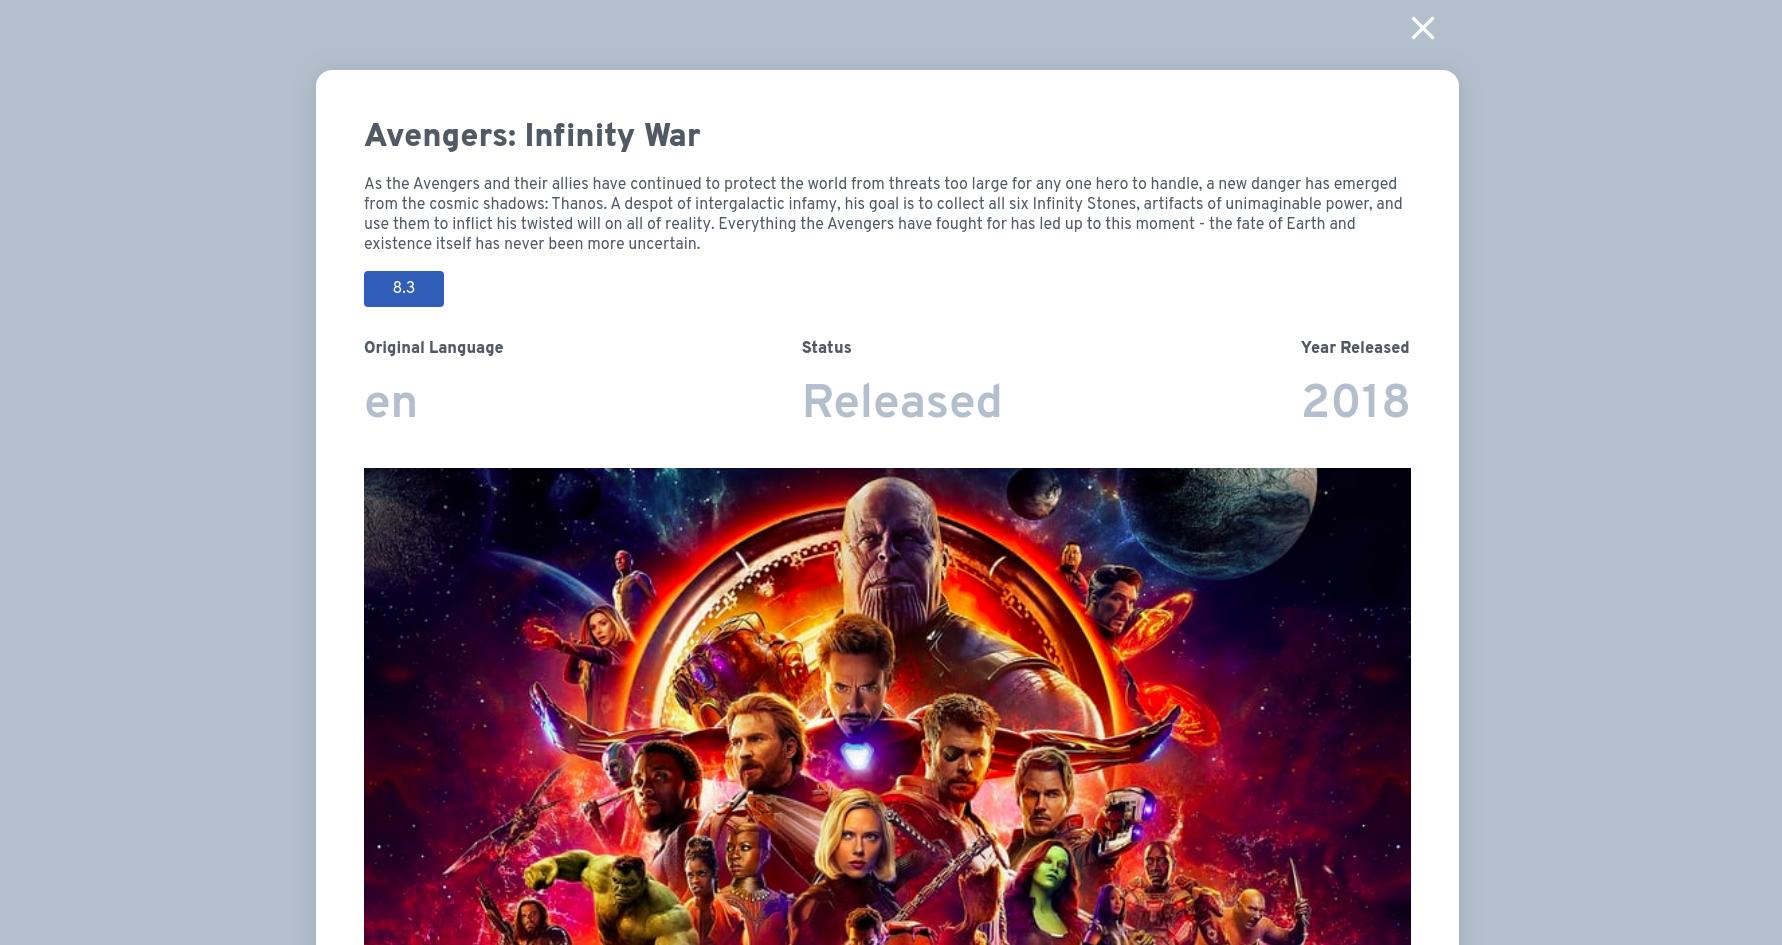 Avengers: Infinity War
As the Avengers and their allies have continued to protect the world from threats too large for any one hero to handle, a new danger has emerged
from the cosmic shadows: Thanos. A despot of intergalactic infamy, his goal is to collect all six Infinity Stones, artifacts of unimaginable power, and
use them to inflict his twisted will on all of reality. Everything the Avengers have fought for has led up to this moment - the fate of Earth and
existence itself has never been more uncertain.
8.3
Original Language
Status
Year Released
en
Released
2018